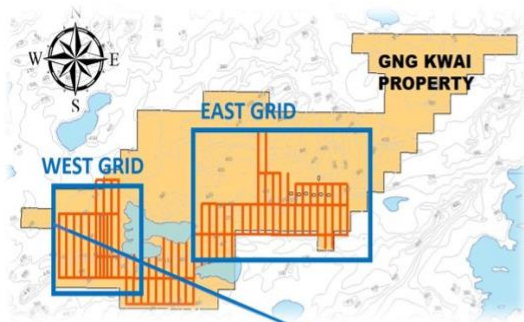 N
W E
S
GNG KWAI
PROPERTY
EAST GRID
WEST GRID